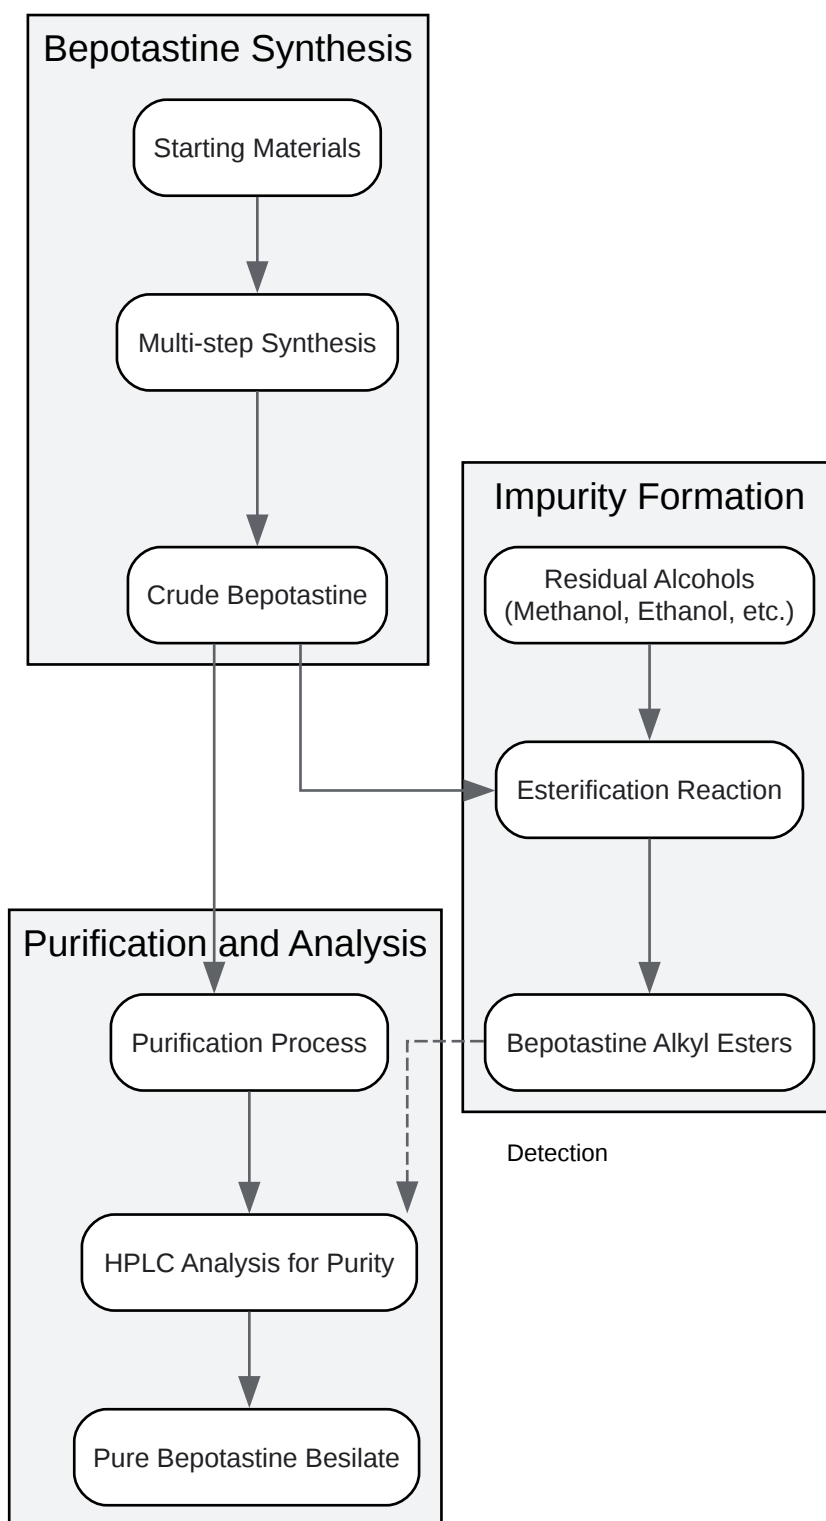 Bepotastine Synthesis
Starting Materials
Multi-step Synthesis
Crude Bepotastine
Impurity Formation
Residual Alcohols
(Methanol, Ethanol, etc.)
Esterification Reaction
Bepotastine Alkyl Esters
Detection
Purification and Analysis
Purification Process
HPLC Analysis for Purity
Pure Bepotastine Besilate